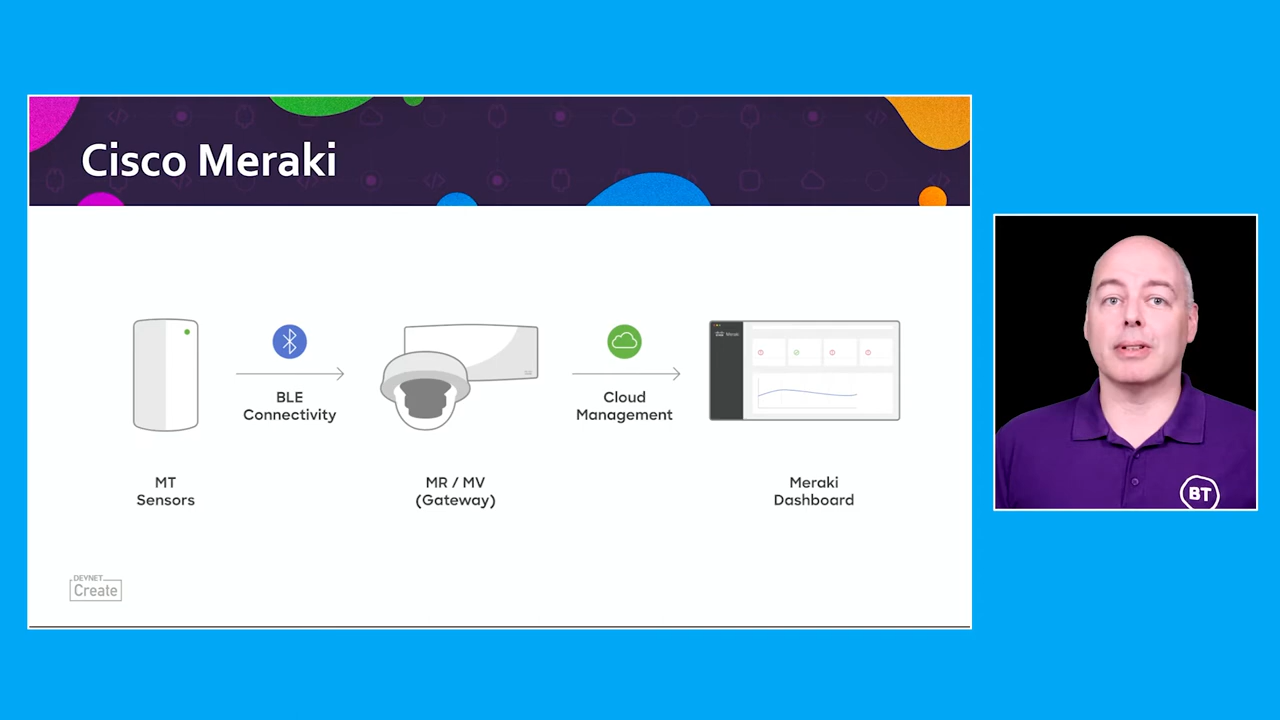 Cisco Meraki
BLE
Connectivity
Cloud
Management
MT
Sensors
MR / MV
(Gateway)
Meraki
Dashboard
DEVNET
Create
BT